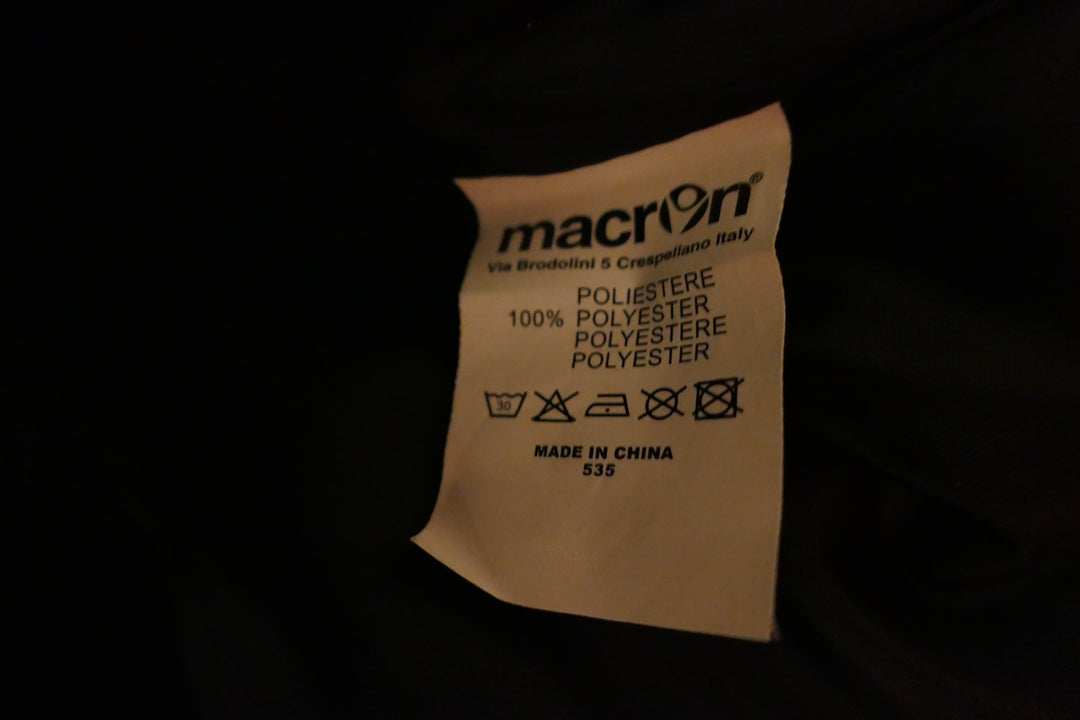 macron®
Via Brodolini 5 Crespellano Italy
POLIESTERE
100% POLYESTER
POLYESTERE
POLYESTER
30
MADE IN CHINA
535